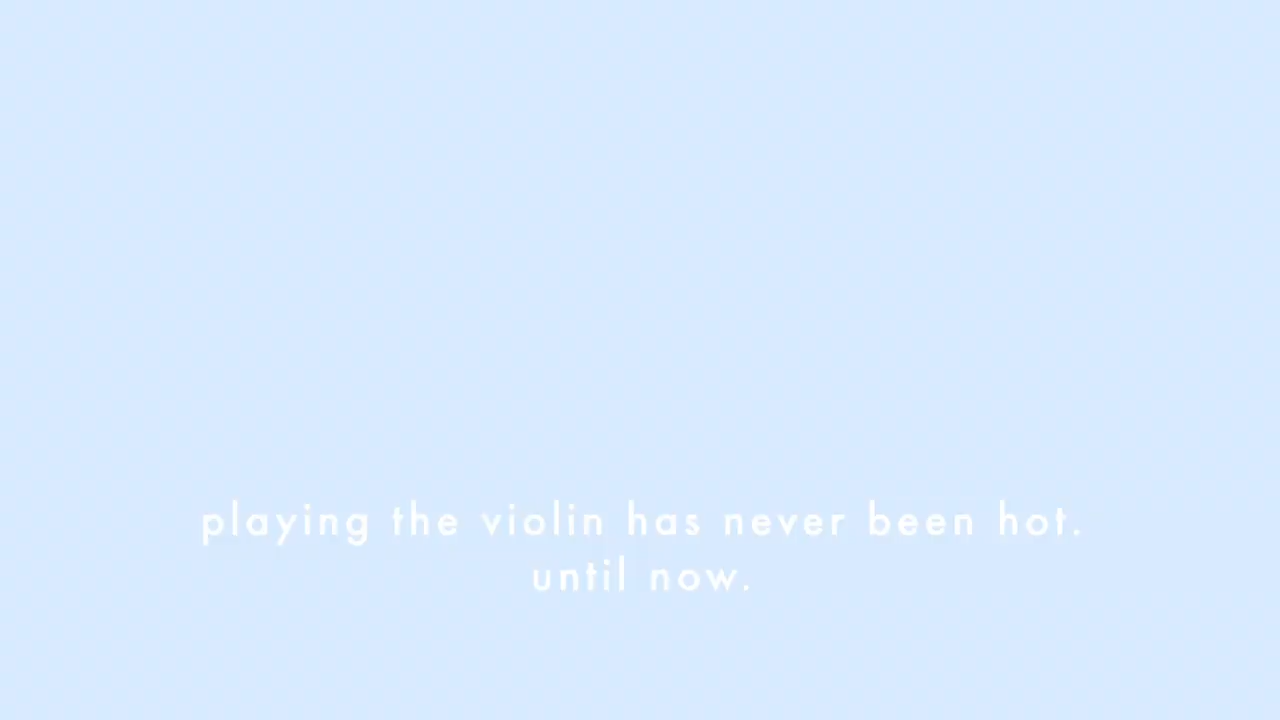 playing the violin has never been hot.
until now.